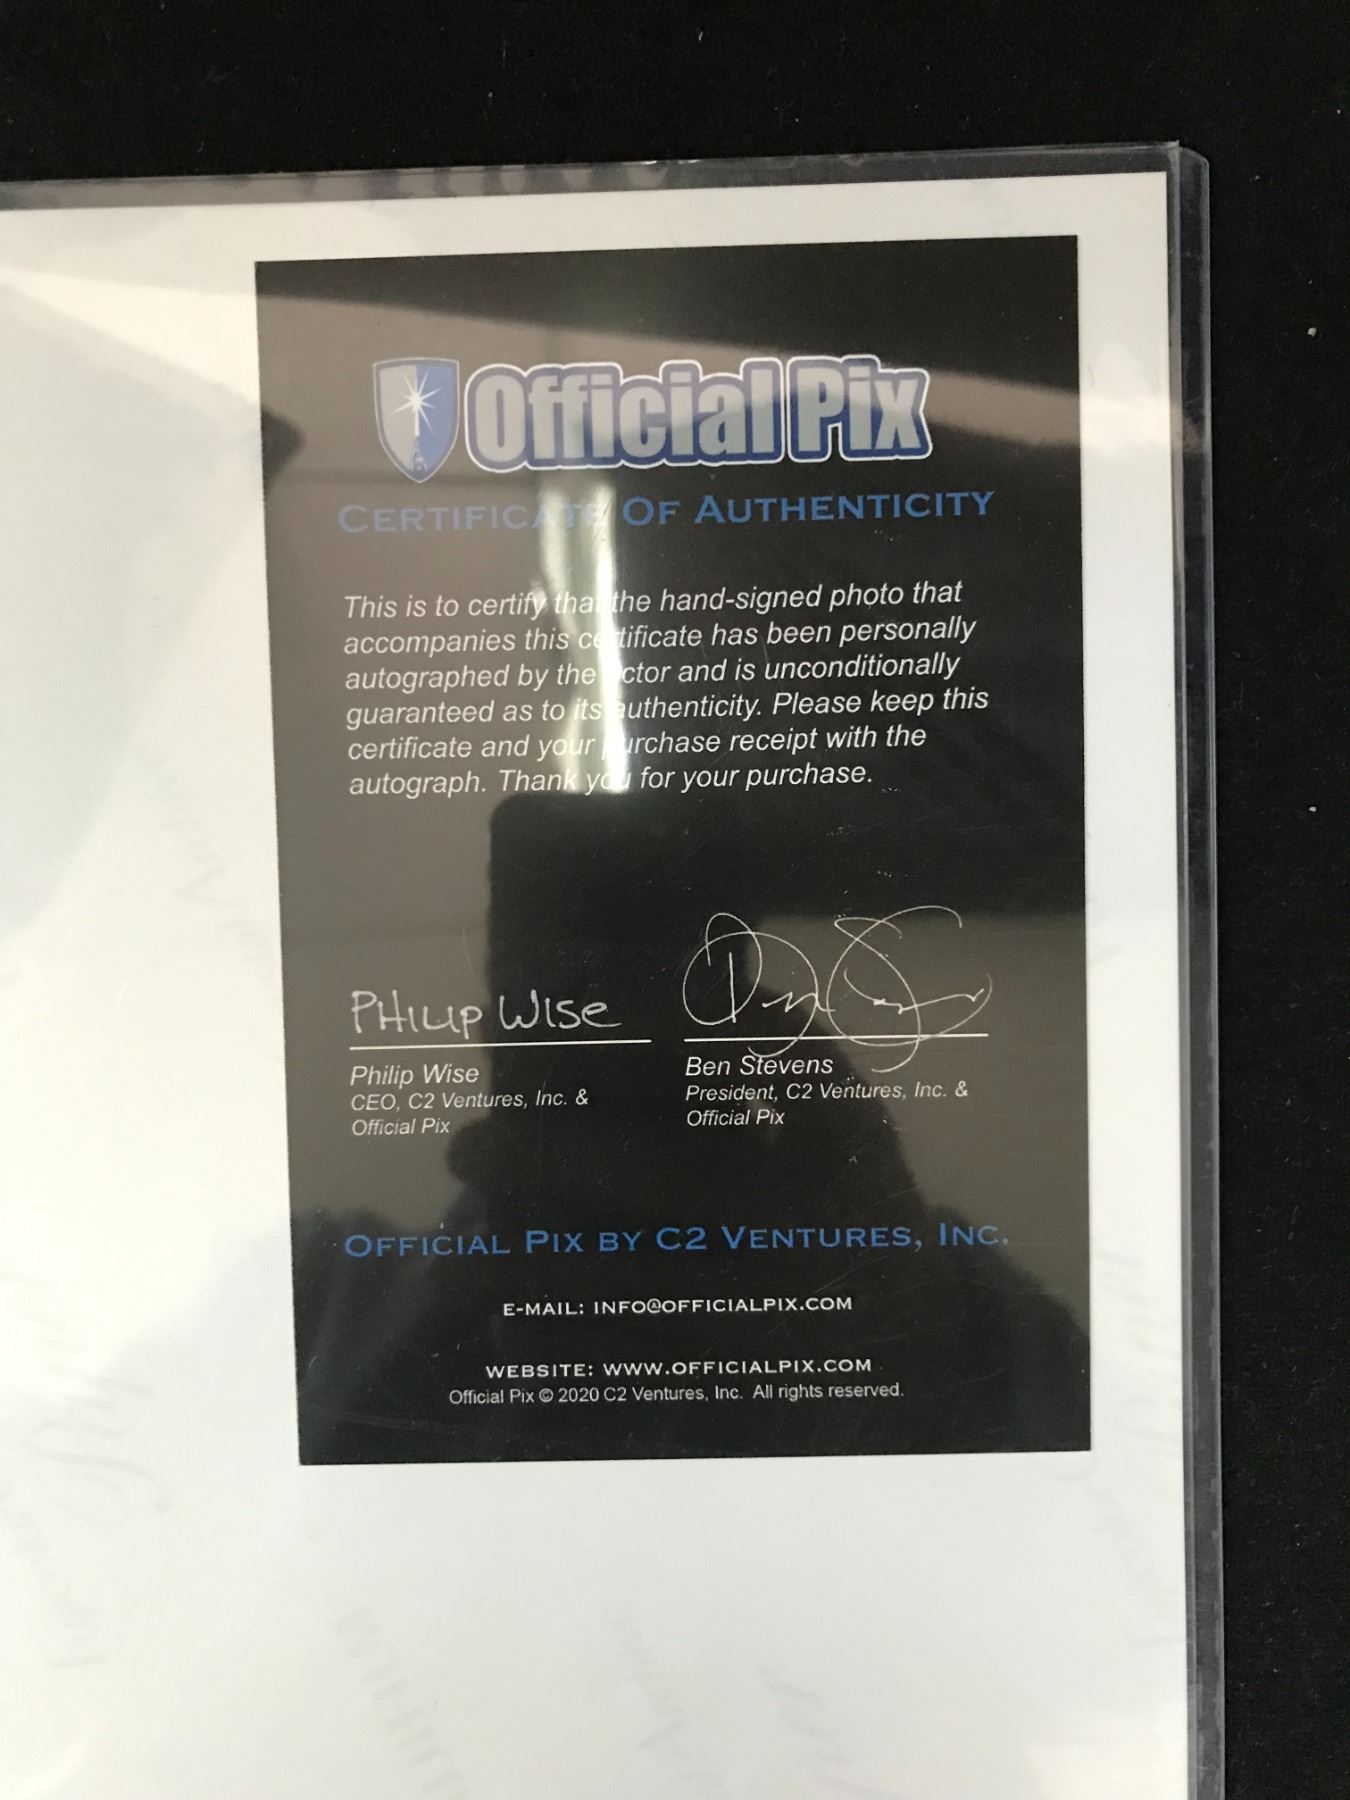 Official Pix
CERTIFICATE OF AUTHENTICITY
This is to certify that the hand-signed photo that
accompanies this certificate has been personally
autographed by the actor and is unconditionally
guaranteed as to its authenticity. Please keep this
certificate and your purchase receipt with the
autograph. Thank you for your purchase.
PHILIP WISE
Philip Wise
CEO, C2 Ventures, Inc. &
Official Pix
Ben Stevens
President, C2 Ventures, Inc. &
Official Pix
OFFICIAL PIX BY C2 VENTURES, INC.
E-MAIL: INFO@OFFICIALPIX.COM
WEBSITE: WWW.OFFICIALPIX.COM
Official Pix © 2020 C2 Ventures, Inc. All rights reserved.